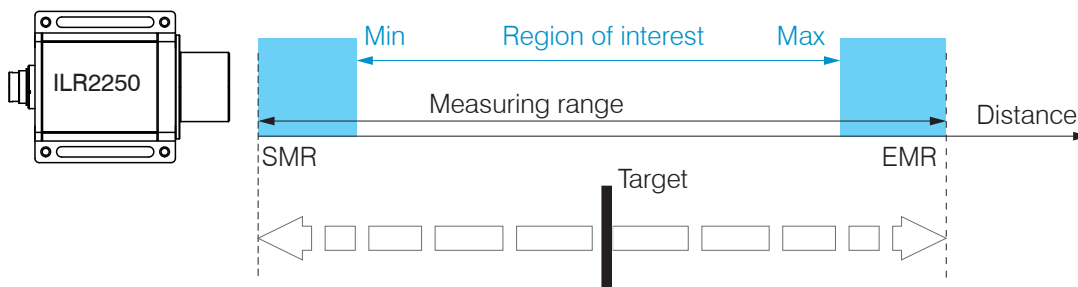 Min Region of interest Max
ILR2250
Measuring range
Distance
SMR
EMR
Target